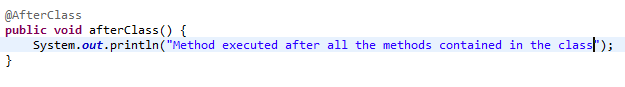 @AfterClass
public void afterClass() {
    System.out.println("Method executed after all the methods contained in the class");
}